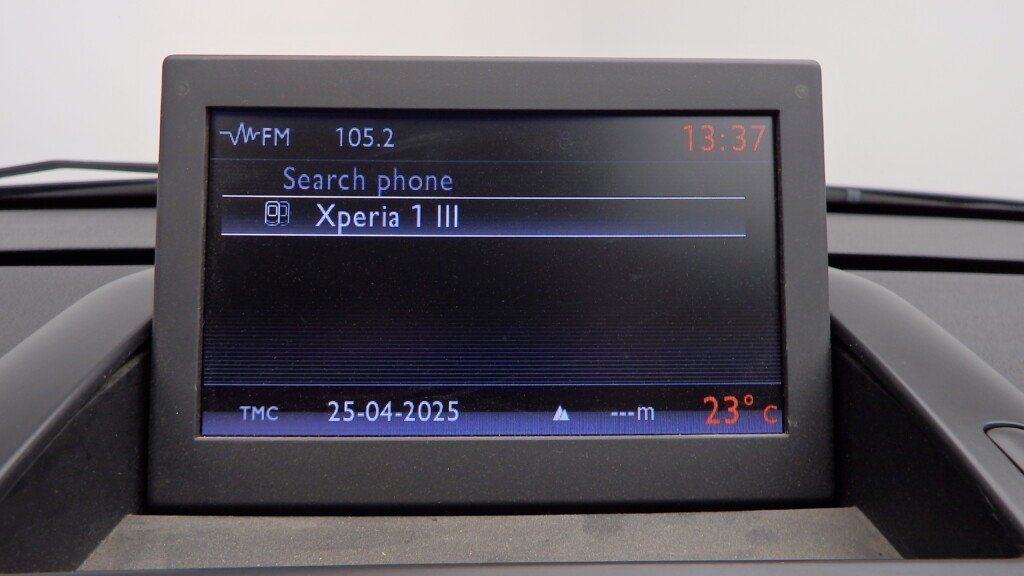 FM 105.2 13:37
Search phone
Xperia 1 III
TMC 25-04-2025 ---m 23° C